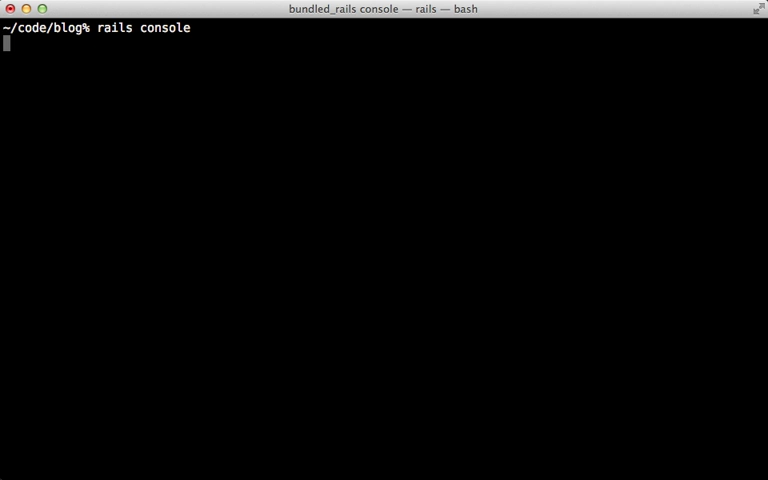 bundled_rails console — rails — bash
~/code/blog% rails console